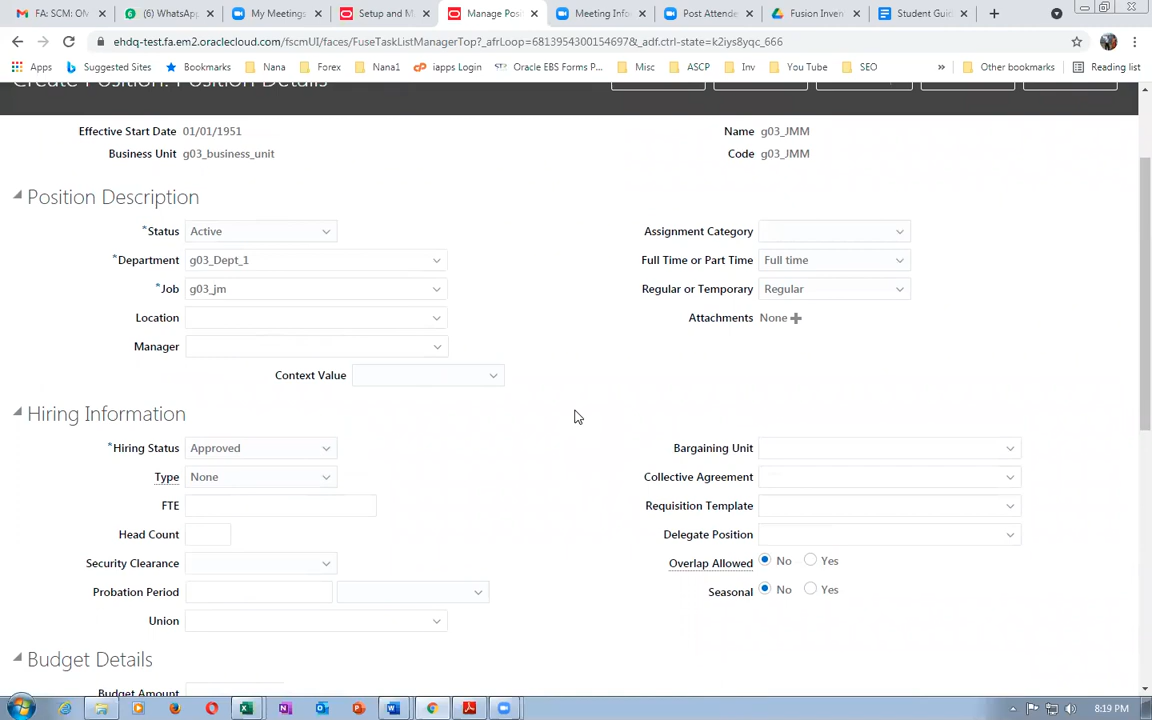 FA: SCM: OM
(6) WhatsApp
My Meetings
Setup and M
Manage Posi
Meeting Info
Post Attende
Fusion Inven
Student Guid
ehdq-test.fa.em2.oraclecloud.com/fscmUI/faces/FuseTaskListManagerTop?_afrLoop=6813954300154697&_adf.ctrl-state=k2iys8yqc_666
Apps Suggested Sites Bookmarks Nana Forex Nana1 iapps Login Oracle EBS Forms P... Misc ASCP Inv You Tube SEO » Other bookmarks Reading list
Create Position: Position Details
Effective Start Date 01/01/1951
Name g03_JMM
Business Unit g03_business_unit
Code g03_JMM
Position Description
*Status Active
Assignment Category
*Department g03_Dept_1
Full Time or Part Time Full time
*Job g03_jm
Regular or Temporary Regular
Location
Attachments None
Manager
Context Value
Hiring Information
*Hiring Status Approved
Bargaining Unit
Type None
Collective Agreement
FTE
Requisition Template
Head Count
Delegate Position
Security Clearance
Overlap Allowed No Yes
Probation Period
Seasonal No Yes
Union
Budget Details
Budget Amount
8:19 PM